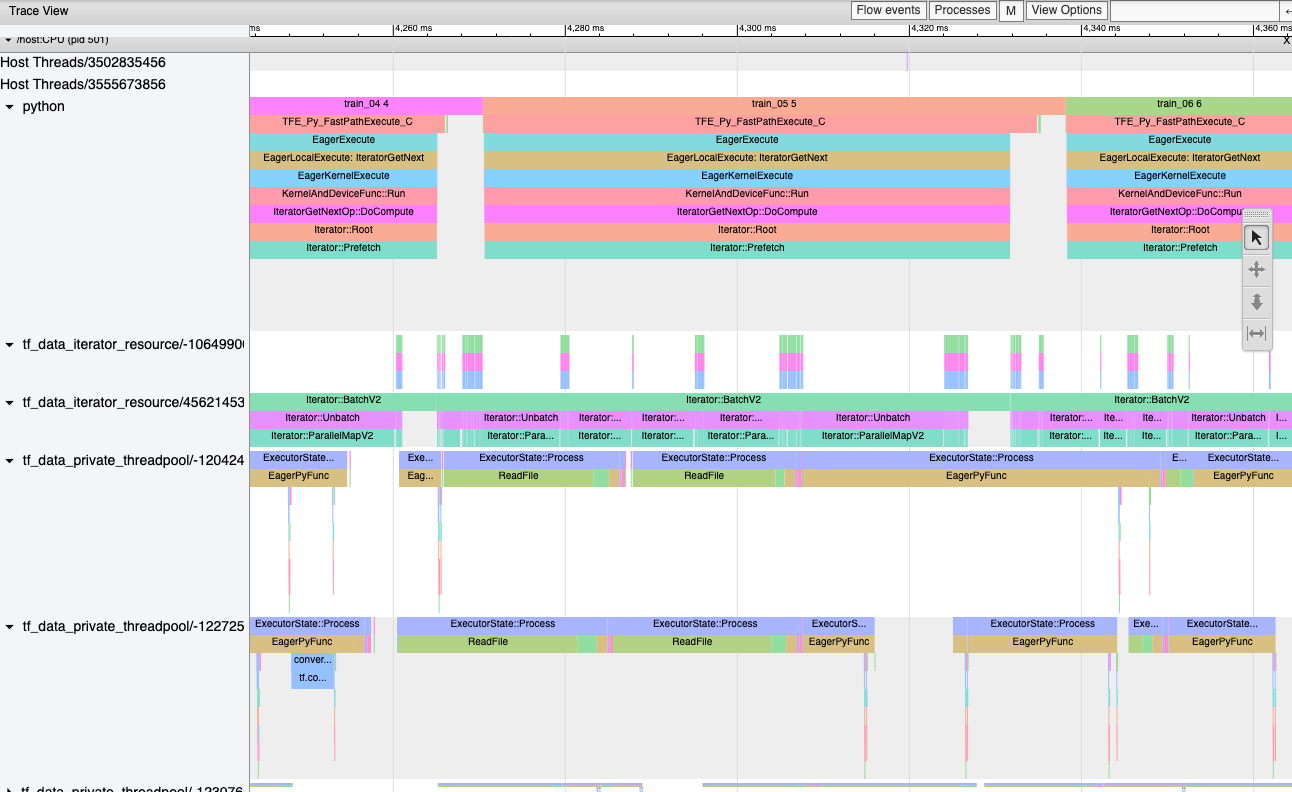 Trace View Flow events Processes M View Options
4,260 ms 4,280 ms 4,300 ms 4,320 ms 4,340 ms 4,360 ms
/host:CPU (pid 501) X
Host Threads/3502835456
Host Threads/3555673856
python
train_04 4 train_05 5 train_06 6
TFE_Py_FastPathExecute_C TFE_Py_FastPathExecute_C TFE_Py_FastPathExecute_C
EagerExecute EagerExecute EagerExecute
EagerLocalExecute: IteratorGetNext EagerLocalExecute: IteratorGetNext EagerLocalExecute: IteratorGetNext
EagerKernelExecute EagerKernelExecute EagerKernelExecute
KernelAndDeviceFunc::Run KernelAndDeviceFunc::Run KernelAndDeviceFunc::Run
IteratorGetNextOp::DoCompute IteratorGetNextOp::DoCompute IteratorGetNextOp::DoCompu
Iterator::Root Iterator::Root Iterator::Root
Iterator::Prefetch Iterator::Prefetch Iterator::Prefetch
tf_data_iterator_resource/-1064990
tf_data_iterator_resource/45621453
Iterator::BatchV2 Iterator::BatchV2 Iterator::BatchV2
Iterator::Unbatch Iterator::Unbatch Iterator:... Iterator:... Iterator:... Iterator::Unbatch Iterator:... Ite... Ite... Iterator::Unbatch I...
Iterator::ParallelMapV2 Iterator::Para... Iterator:... Iterator:... Iterator::Para... Iterator::ParallelMapV2 Iterator:... Ite... Ite... Iterator::Para... I...
tf_data_private_threadpool/-120424
ExecutorState... Exe... ExecutorState::Process ExecutorState::Process ExecutorState::Process E... ExecutorState...
EagerPyFunc Eag... ReadFile ReadFile EagerPyFunc EagerPyFunc
tf_data_private_threadpool/-122725
ExecutorState::Process ExecutorState::Process ExecutorState::Process ExecutorS... ExecutorState::Process Exe... ExecutorState...
EagerPyFunc ReadFile ReadFile EagerPyFunc EagerPyFunc EagerPyFunc
conver...
tf.co...
tf_data_private_threadpool/-123076